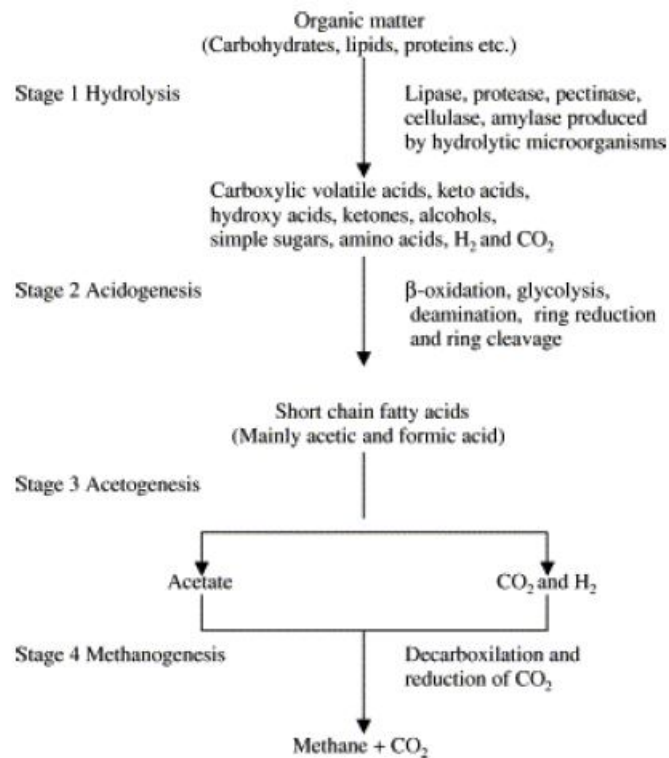 Organic matter
(Carbohydrates, lipids, proteins etc.)
Stage 1 Hydrolysis
Lipase, protease, pectinase,
cellulase, amylase produced
by hydrolytic microorganisms
Carboxylic volatile acids, keto acids,
hydroxy acids, ketones, alcohols,
simple sugars, amino acids, H₂ and CO₂
Stage 2 Acidogenesis
β-oxidation, glycolysis,
deamination, ring reduction
and ring cleavage
Short chain fatty acids
(Mainly acetic and formic acid)
Stage 3 Acetogenesis
Acetate
CO₂ and H₂
Stage 4 Methanogenesis
Decarboxilation and
reduction of CO₂
Methane + CO₂